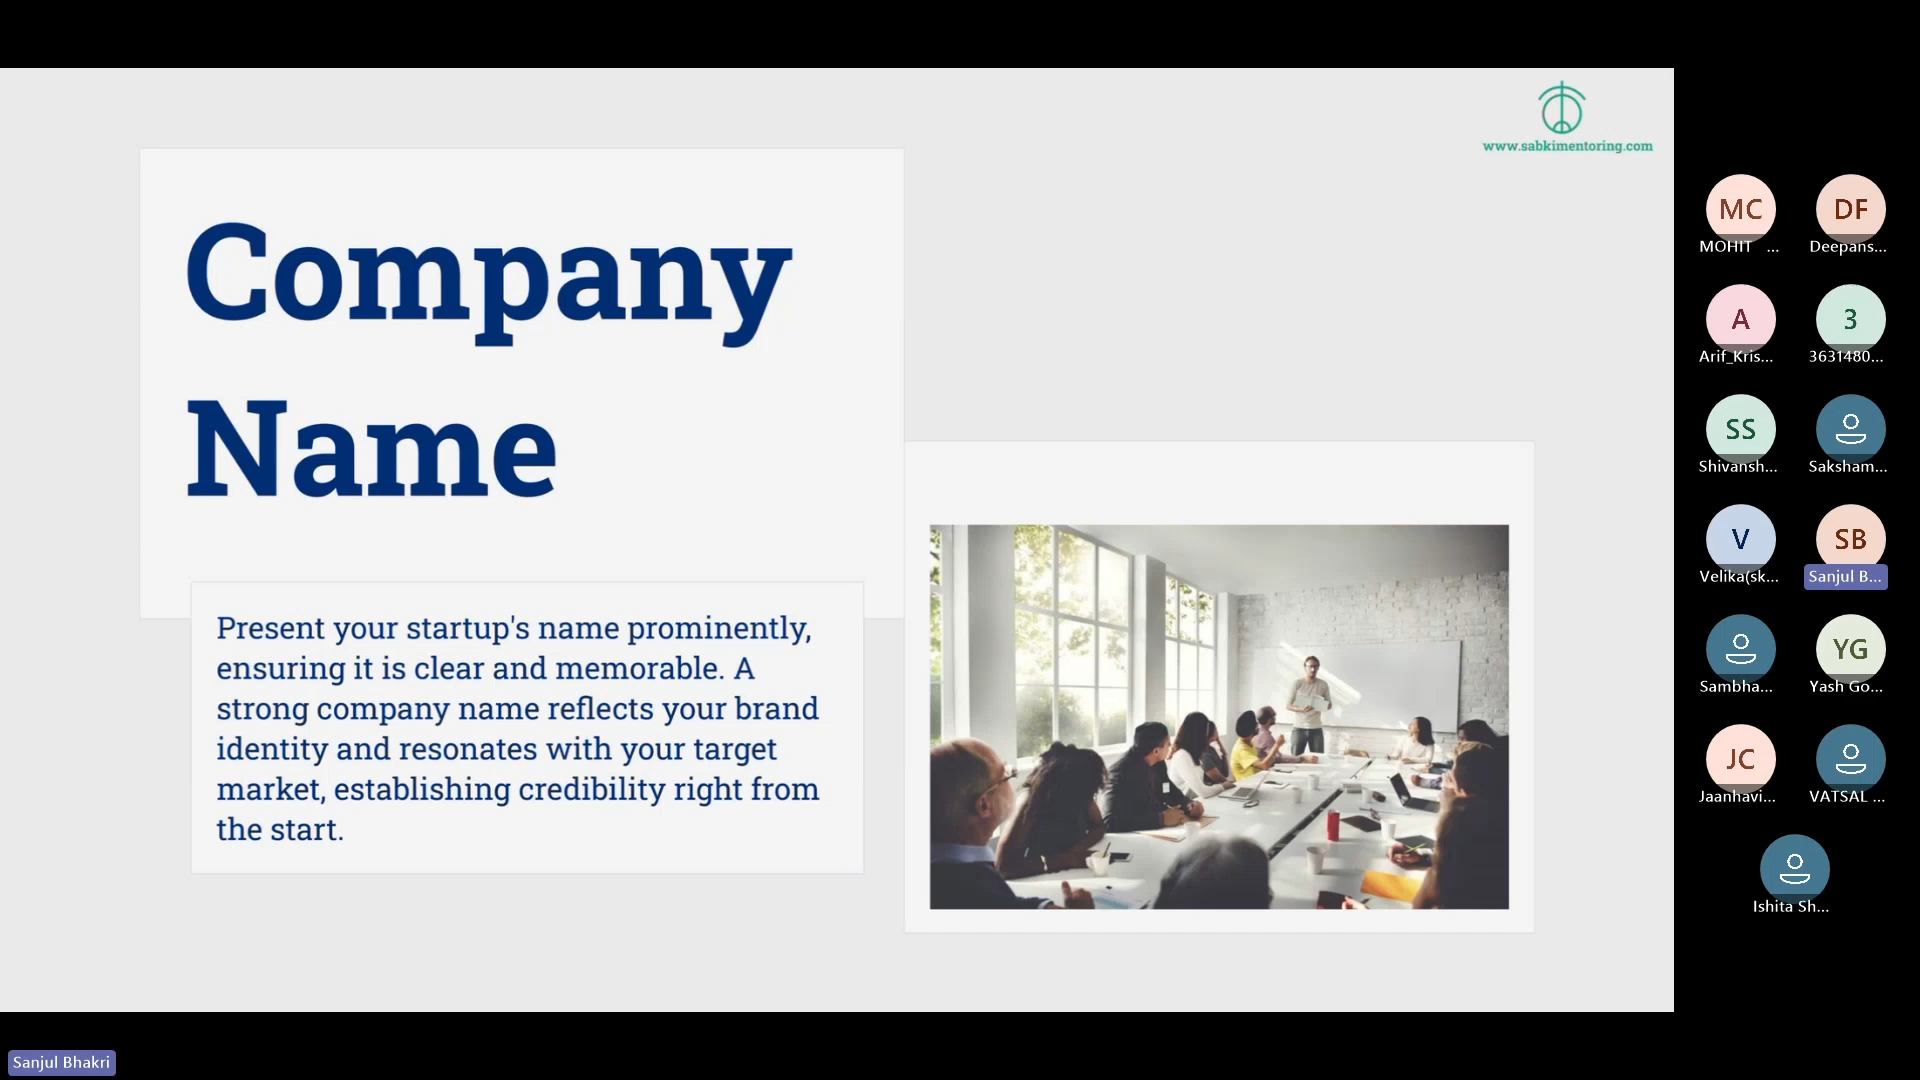 www.sabkimentoring.com
Company
Name
Present your startup's name prominently,
ensuring it is clear and memorable. A
strong company name reflects your brand
identity and resonates with your target
market, establishing credibility right from
the start.
MC
DF
MOHIT ...
Deepans...
A
3
Arif_Kris...
3631480...
SS
Shivansh...
Saksham...
V
SB
Velika(sk...
Sanjul B...
YG
Sambha...
Yash Go...
JC
Jaanhavi...
VATSAL ...
Ishita Sh...
Sanjul Bhakri